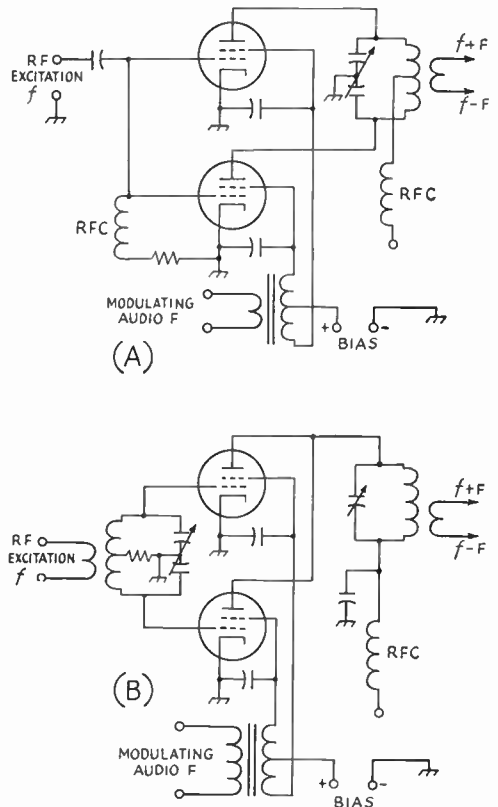 RF
EXCITATION
f
RFC
f+F
f-F
RFC
MODULATING
AUDIO F
+ -
BIAS
(A)
RF
EXCITATION
f
f+F
f-F
RFC
(B)
MODULATING
AUDIO F
+ -
BIAS